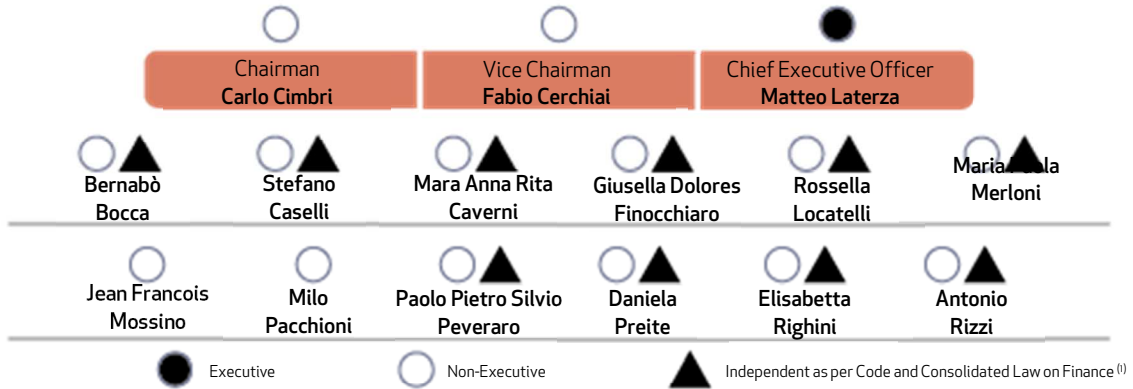 Chairman
Carlo Cimbri
Vice Chairman
Fabio Cerchiai
Chief Executive Officer
Matteo Laterza
Bernabò
Bocca
Stefano
Caselli
Mara Anna Rita
Caverni
Giusella Dolores
Finocchiaro
Rossella
Locatelli
Maria Paola
Merloni
Jean Francois
Mossino
Milo
Pacchioni
Paolo Pietro Silvio
Peveraro
Daniela
Preite
Elisabetta
Righini
Antonio
Rizzi
Executive
Non-Executive
Independent as per Code and Consolidated Law on Finance (1)